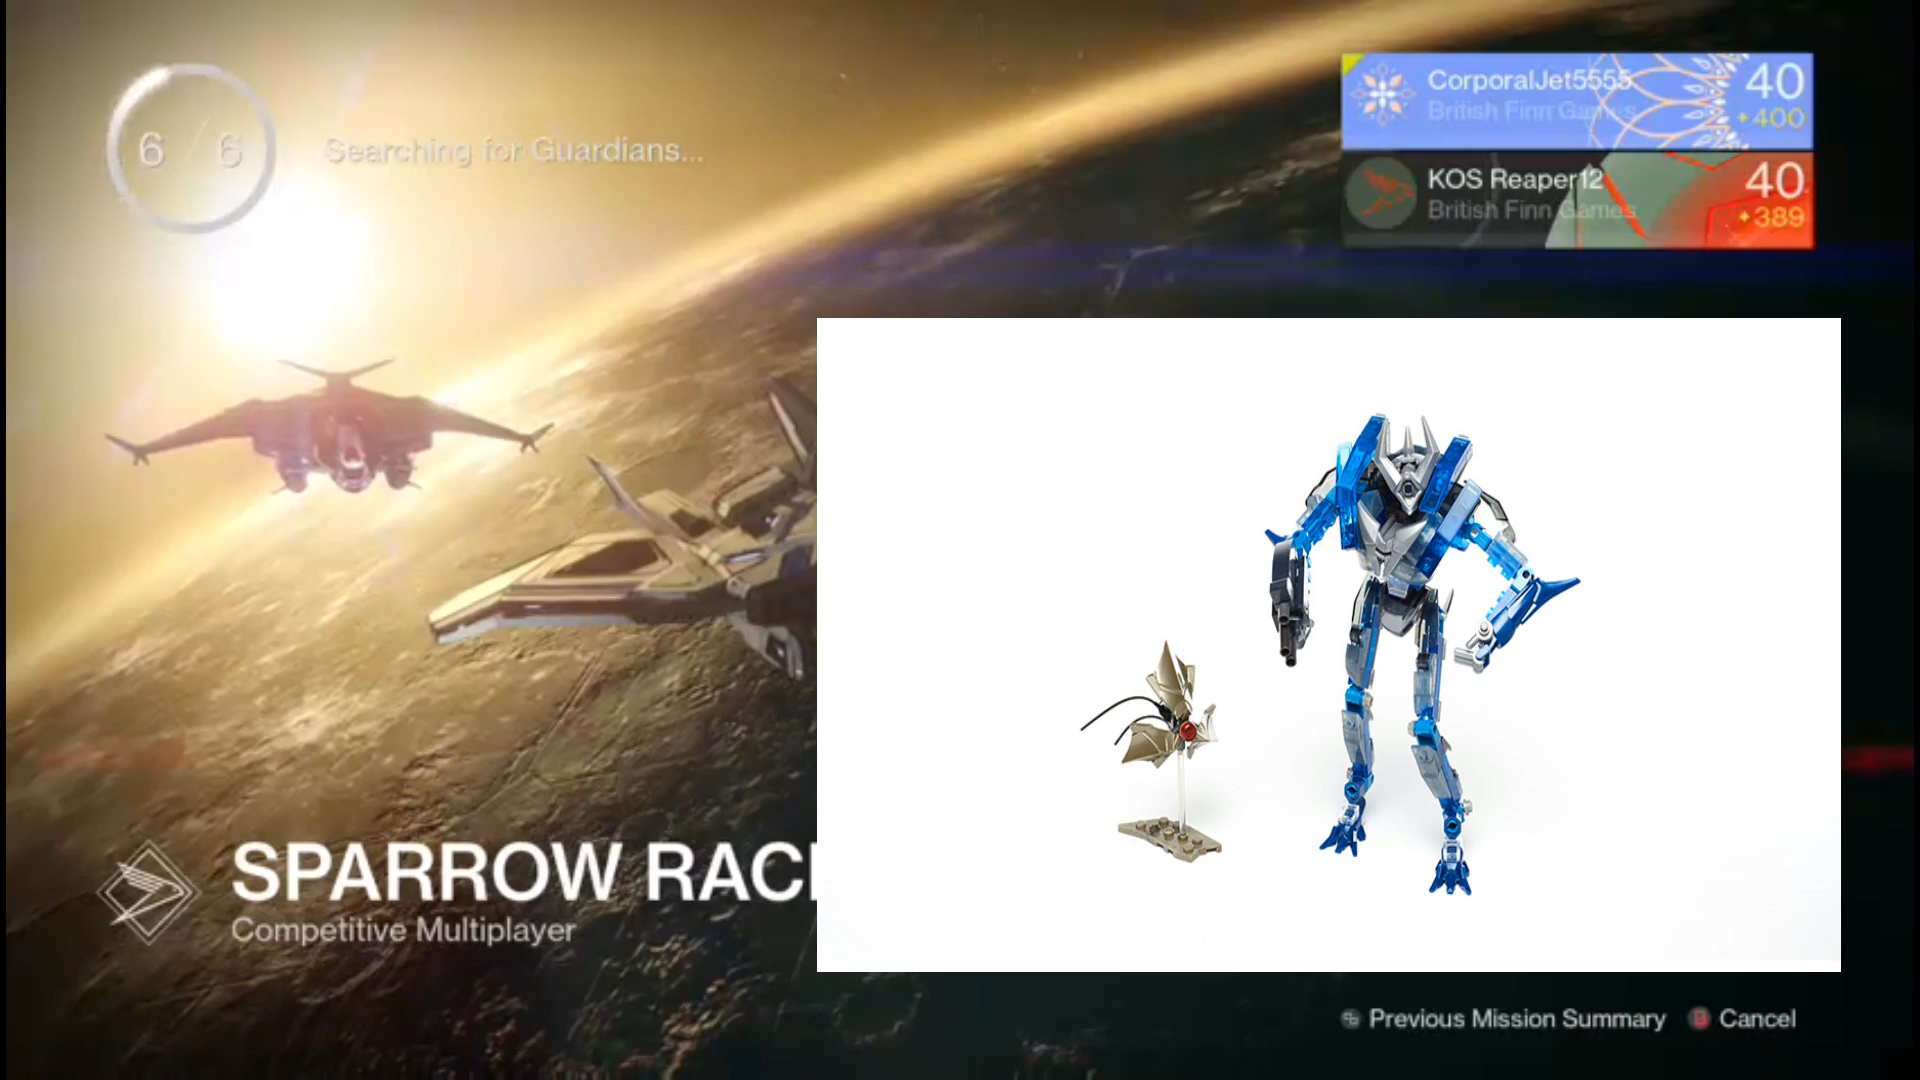 6 / 6
Searching for Guardians...
CorporalJet5555
British Finn Games
40
+400
KOS Reaper12
British Finn Games
40
+389
SPARROW RACI
Competitive Multiplayer
Previous Mission Summary
B Cancel